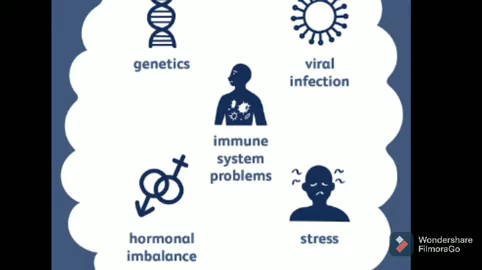 genetics
viral
infection
immune
system
problems
hormonal
imbalance
stress
Wondershare
FilmoraGo